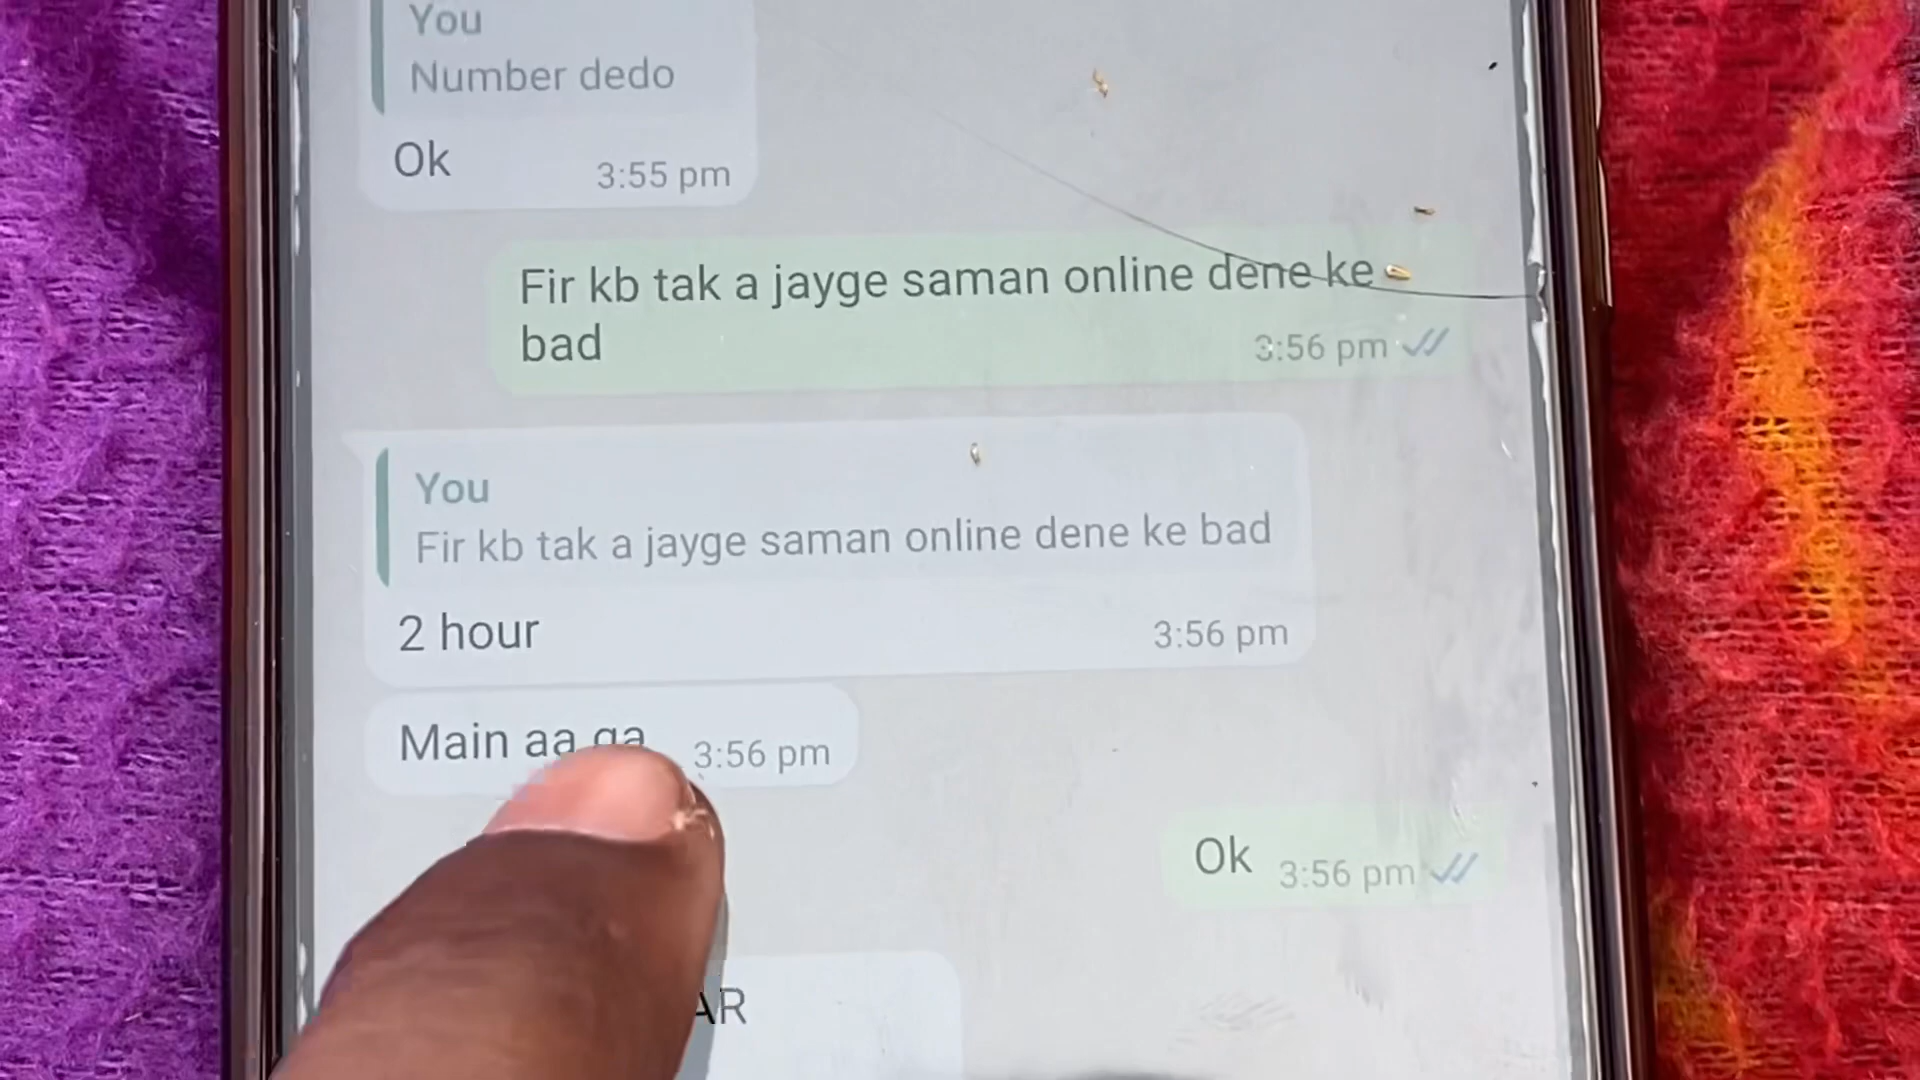 You
Number dedo
Ok
3:55 pm
Fir kb tak a jayge saman online dene ke
bad
3:56 pm
You
Fir kb tak a jayge saman online dene ke bad
2 hour
3:56 pm
Main aa ga
3:56 pm
Ok
3:56 pm
AR